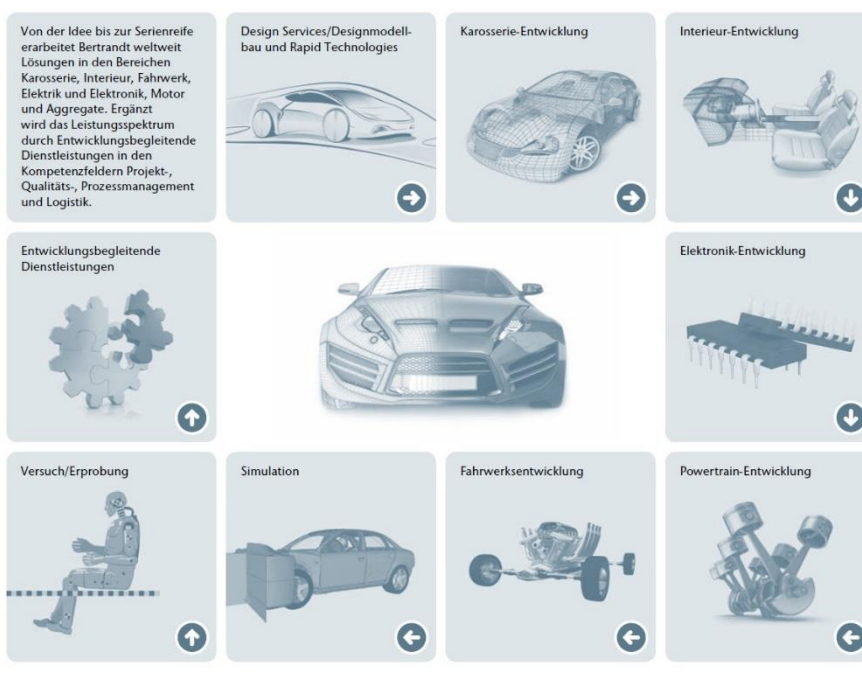 Von der Idee bis zur Serienreife
erarbeitet Bertrandt weltweit
Lösungen in den Bereichen
Karosserie, Interieur, Fahrwerk,
Elektrik und Elektronik, Motor
und Aggregate. Ergänzt
wird das Leistungsspektrum
durch Entwicklungsbegleitende
Dienstleistungen in den
Kompetenzfeldern Projekt-,
Qualitäts-, Prozessmanagement
und Logistik.
Design Services/Designmodell-
bau und Rapid Technologies
Karosserie-Entwicklung
Interieur-Entwicklung
Entwicklungsbegleitende
Dienstleistungen
Elektronik-Entwicklung
Versuch/Erprobung
Simulation
Fahrwerksentwicklung
Powertrain-Entwicklung